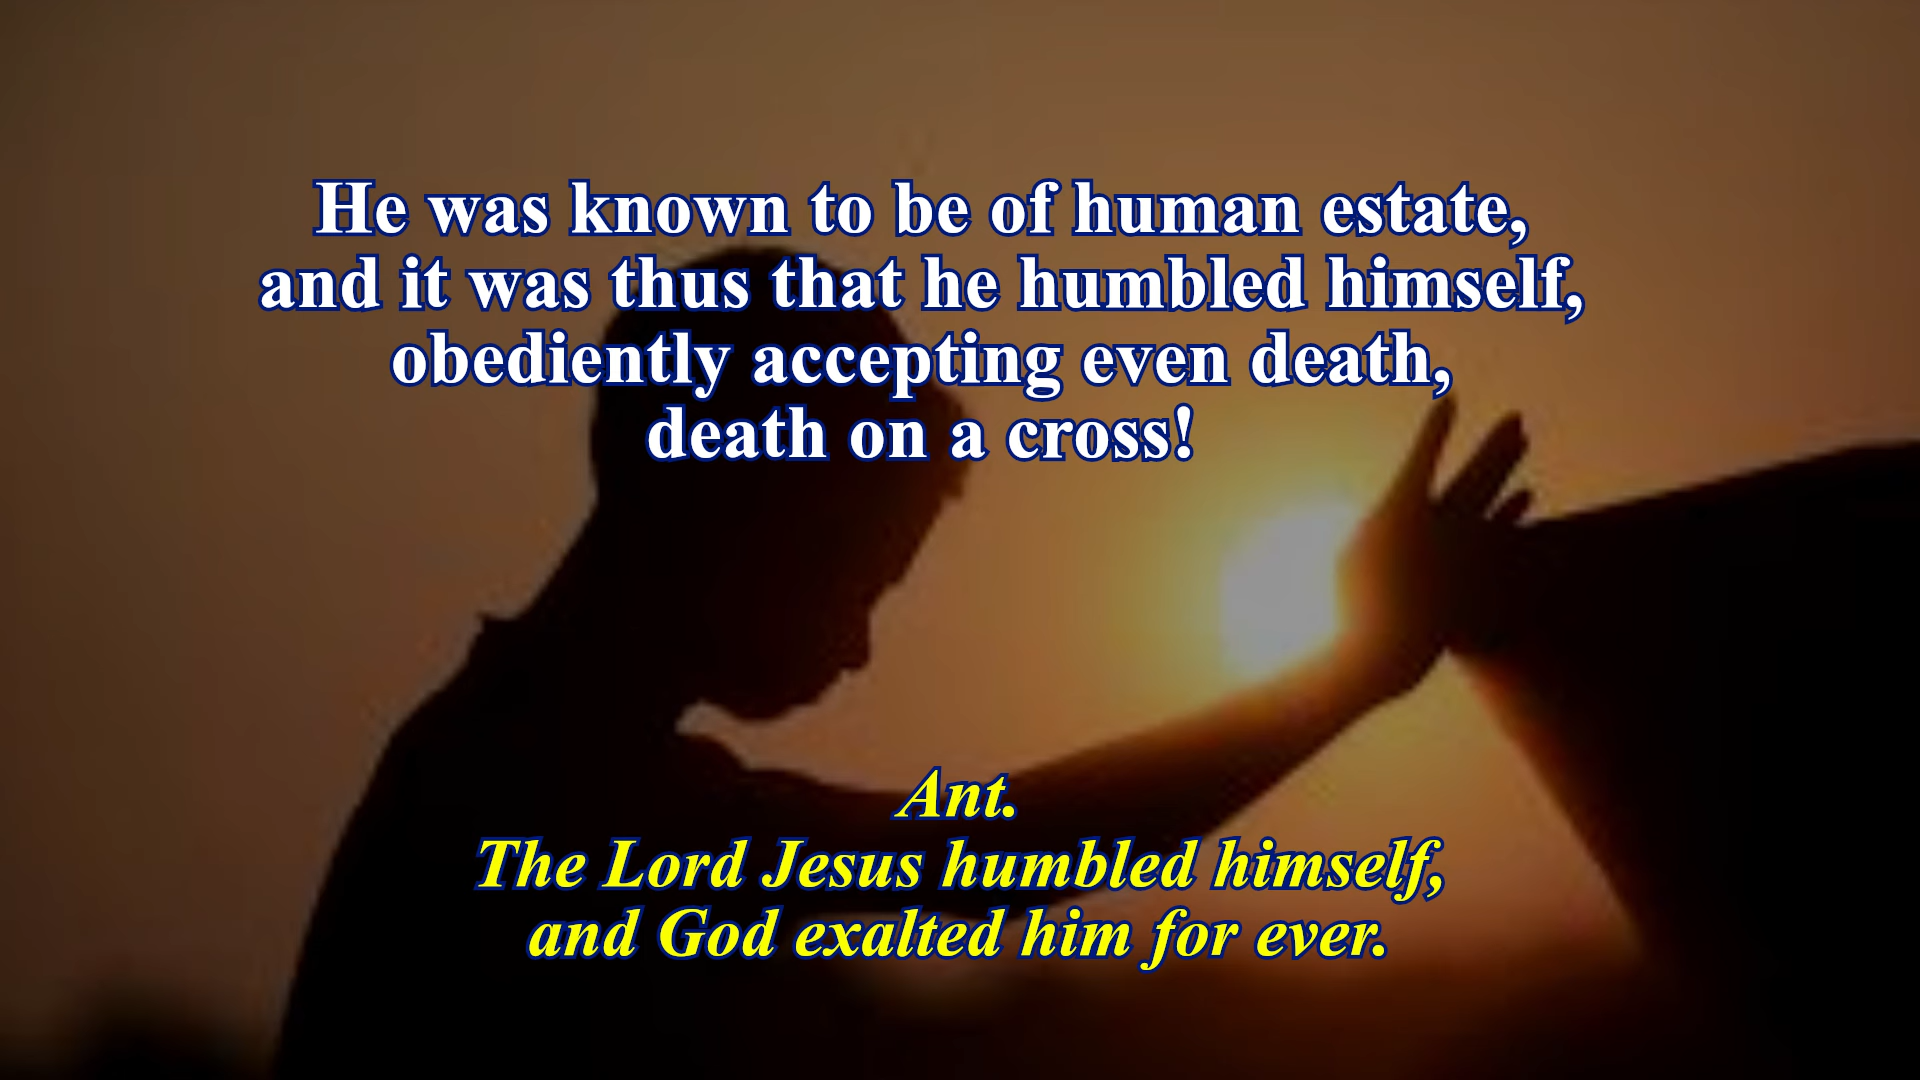 He was known to be of human estate,
and it was thus that he humbled himself,
obediently accepting even death,
death on a cross!
Ant.
The Lord Jesus humbled himself,
and God exalted him for ever.